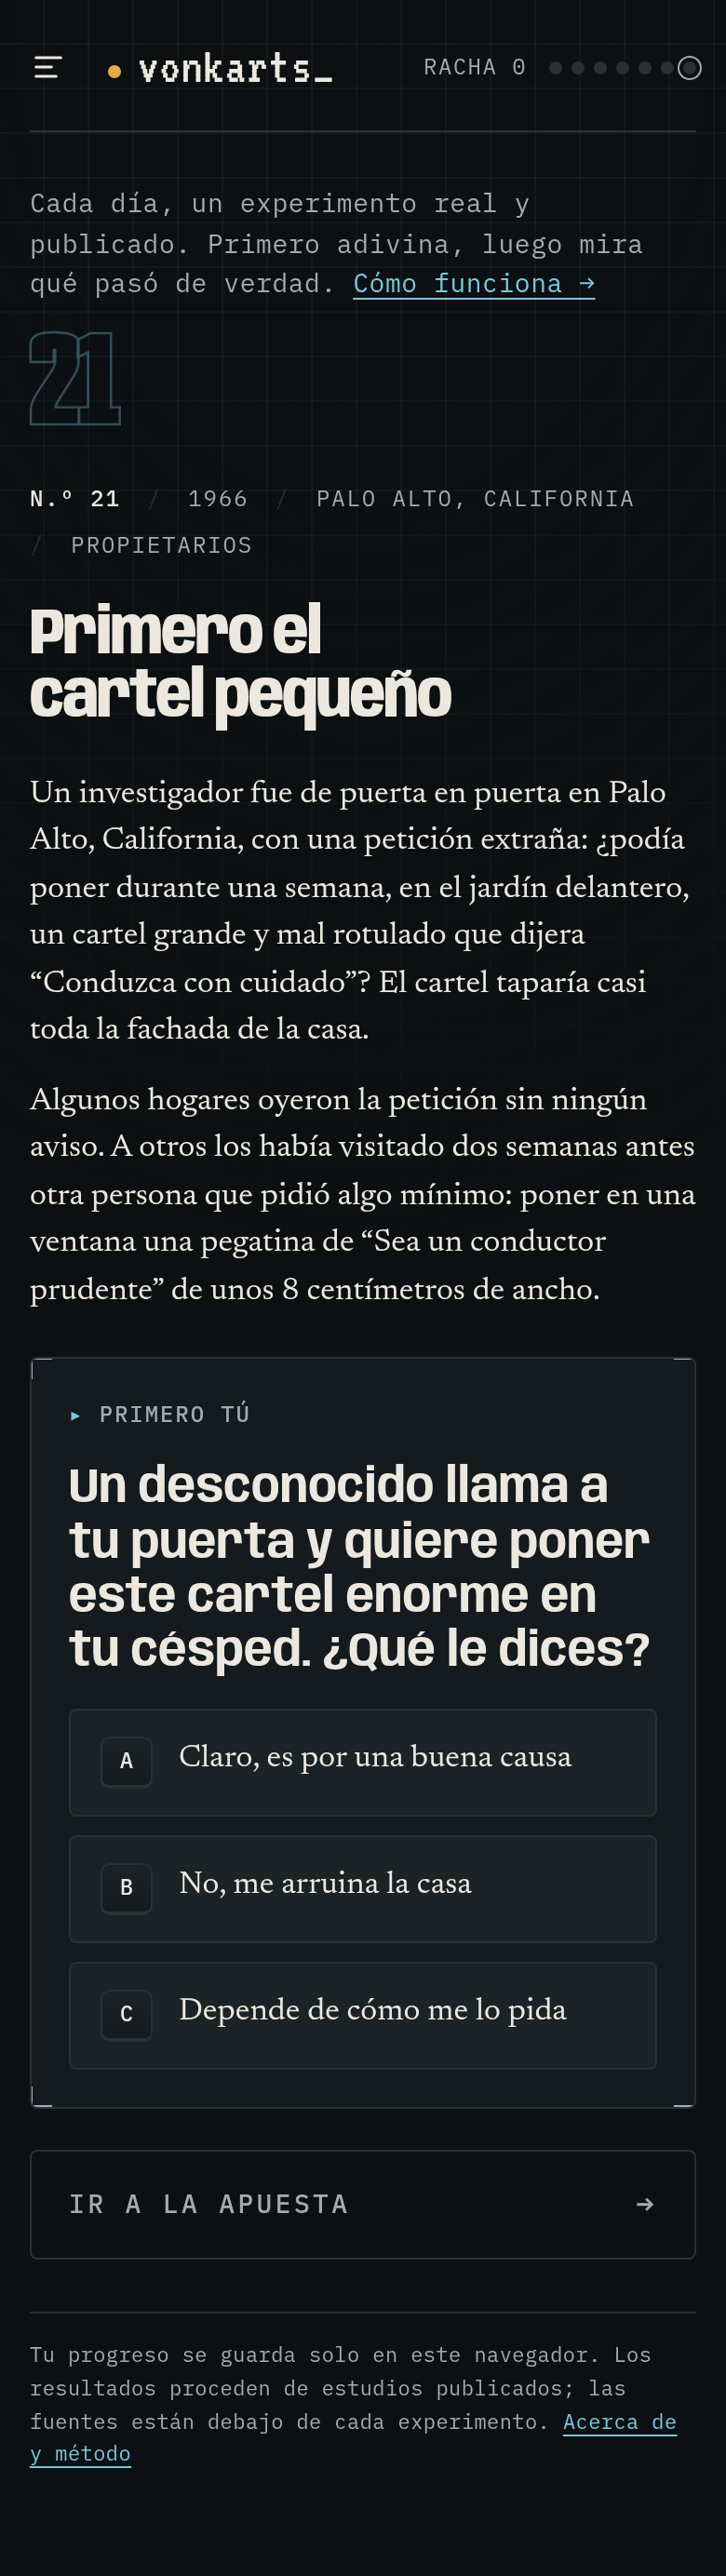 vonkarts_
RACHA 0
Cada día, un experimento real y
publicado. Primero adivina, luego mira
qué pasó de verdad. Cómo funciona →
21
N.º 21 / 1966 / PALO ALTO, CALIFORNIA
/ PROPIETARIOS
Primero el
cartel pequeño
Un investigador fue de puerta en puerta en Palo
Alto, California, con una petición extraña: ¿podía
poner durante una semana, en el jardín delantero,
un cartel grande y mal rotulado que dijera
“Conduzca con cuidado”? El cartel taparía casi
toda la fachada de la casa.
Algunos hogares oyeron la petición sin ningún
aviso. A otros los había visitado dos semanas antes
otra persona que pidió algo mínimo: poner en una
ventana una pegatina de “Sea un conductor
prudente” de unos 8 centímetros de ancho.
▸ PRIMERO TÚ
Un desconocido llama a
tu puerta y quiere poner
este cartel enorme en
tu césped. ¿Qué le dices?
A Claro, es por una buena causa
B No, me arruina la casa
C Depende de cómo me lo pida
IR A LA APUESTA →
Tu progreso se guarda solo en este navegador. Los
resultados proceden de estudios publicados; las
fuentes están debajo de cada experimento. Acerca de
y método